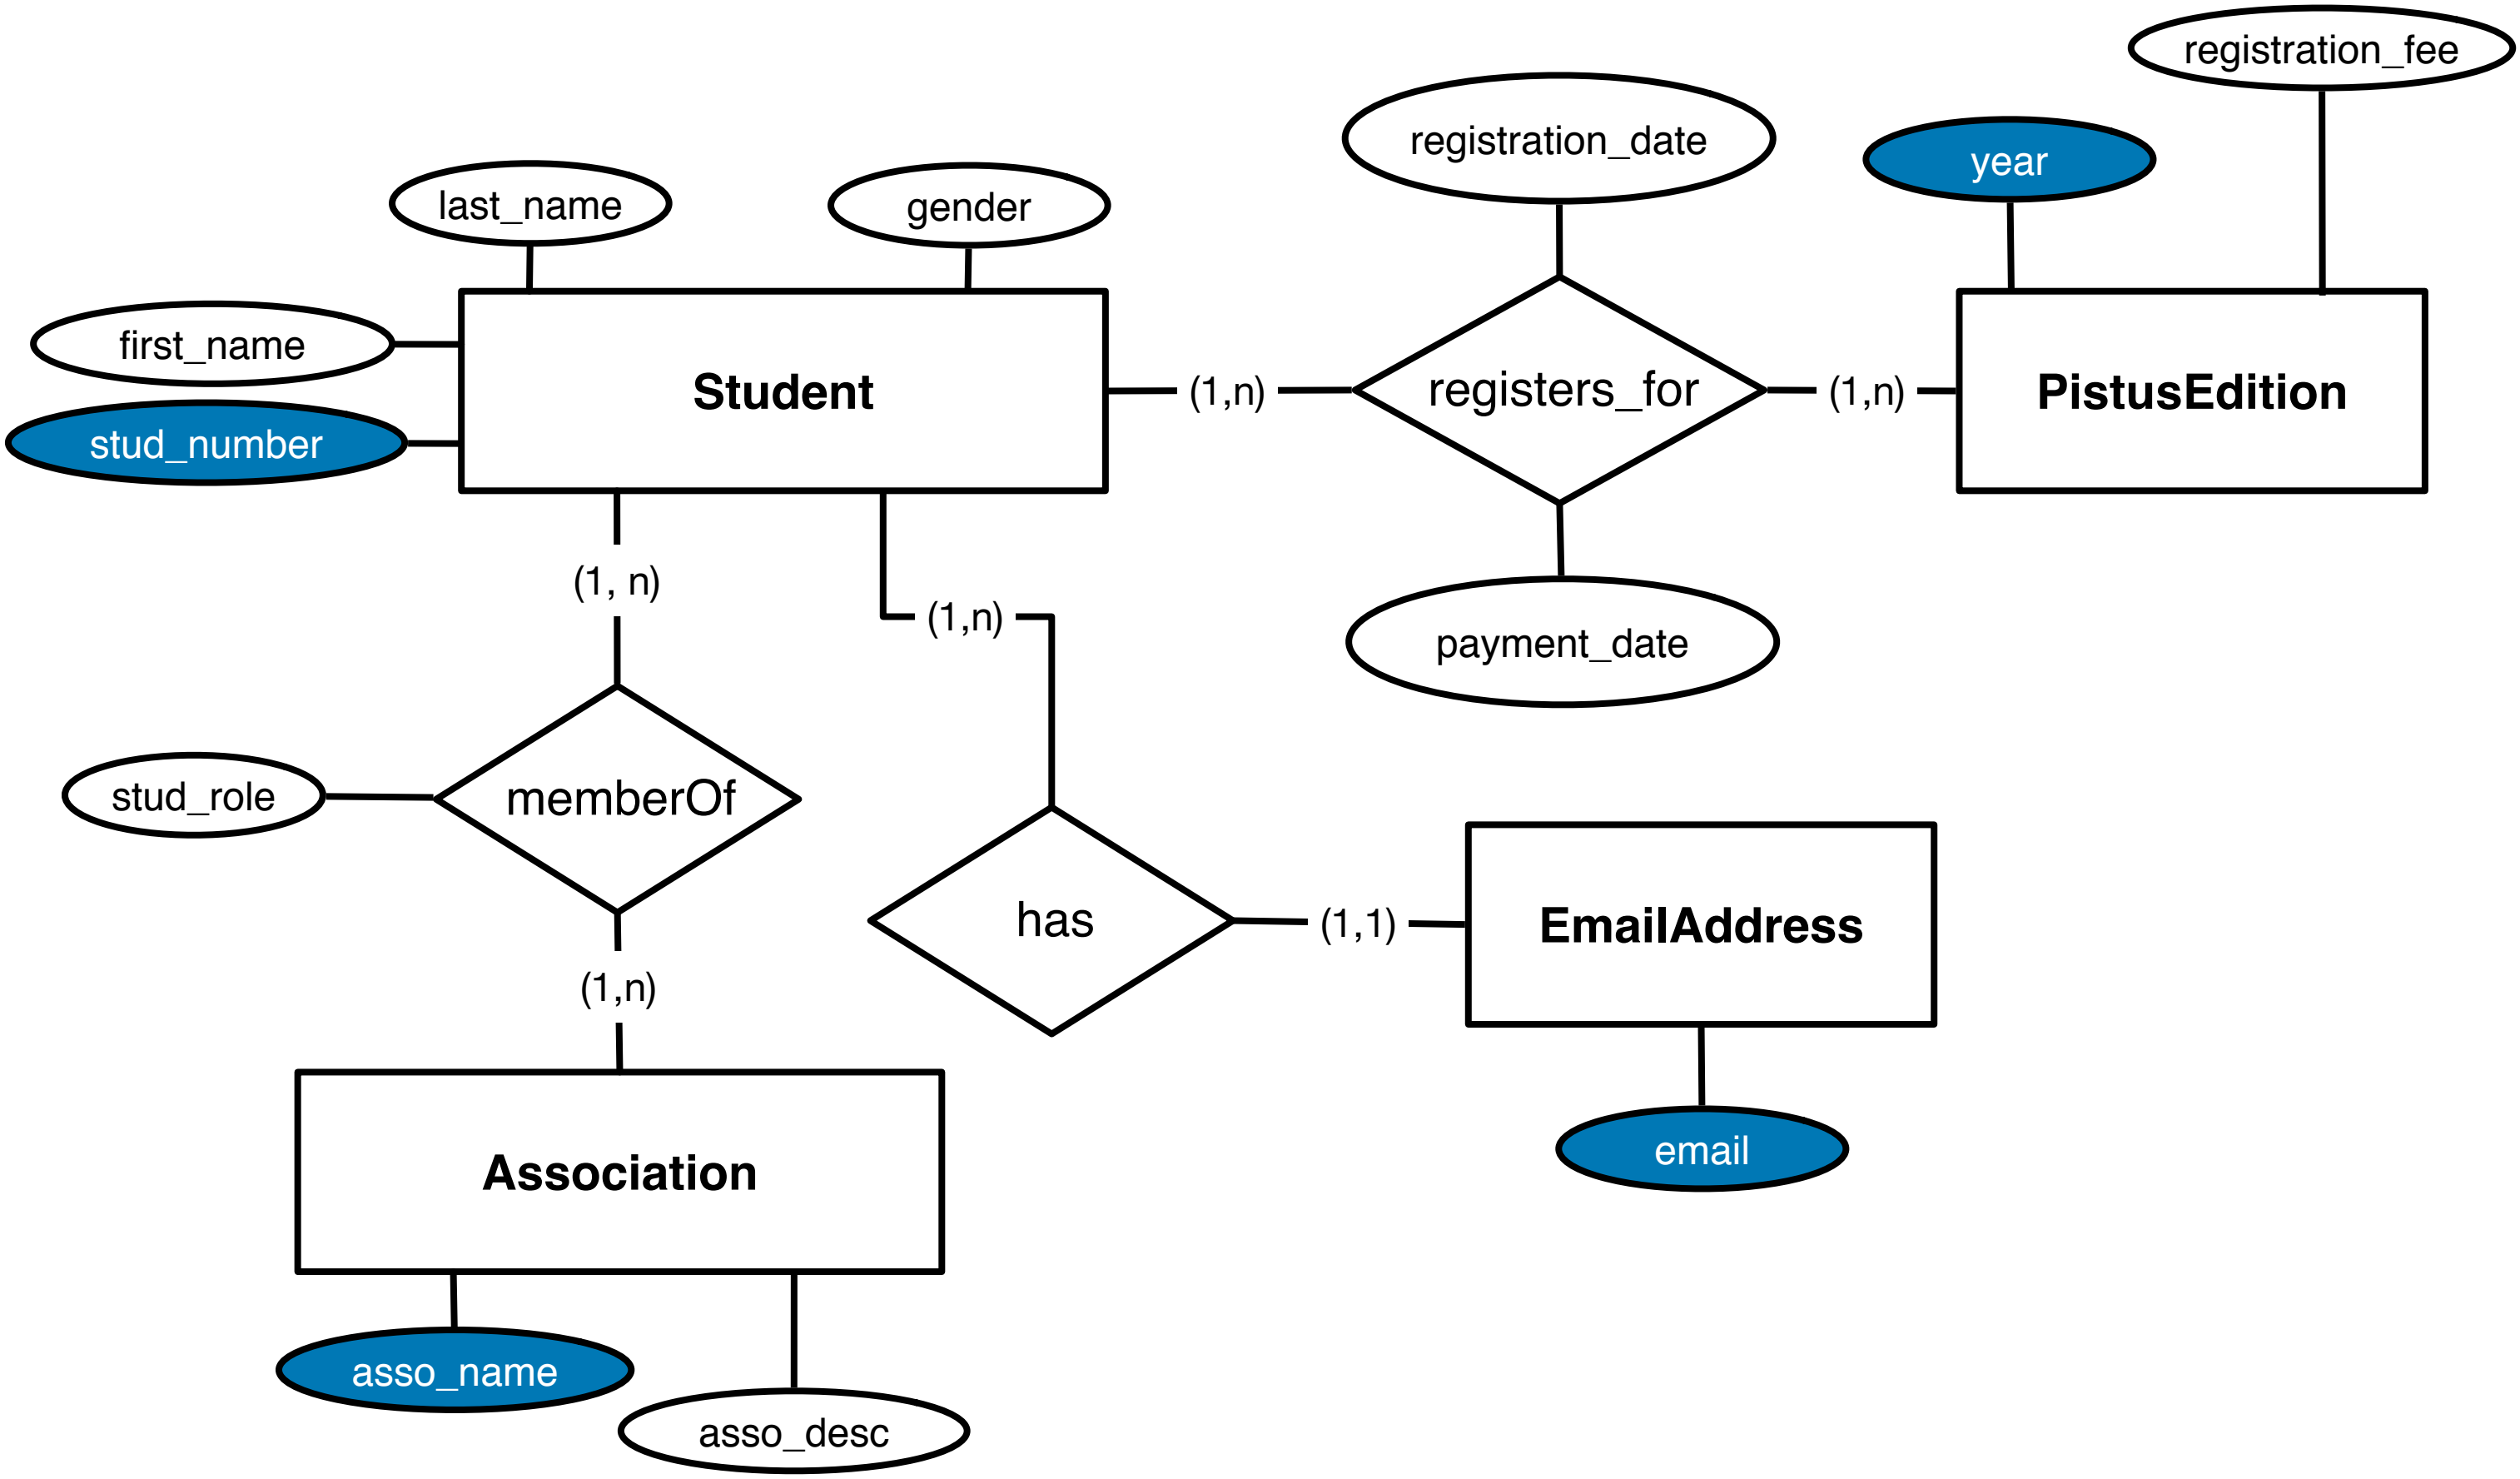 registration_fee
registration_date
year
last_name
gender
first_name
Student
(1,n)
registers_for
(1,n)
PistusEdition
stud_number
(1, n)
(1,n)
payment_date
stud_role
memberOf
has
(1,1)
EmailAddress
(1,n)
email
Association
asso_name
asso_desc